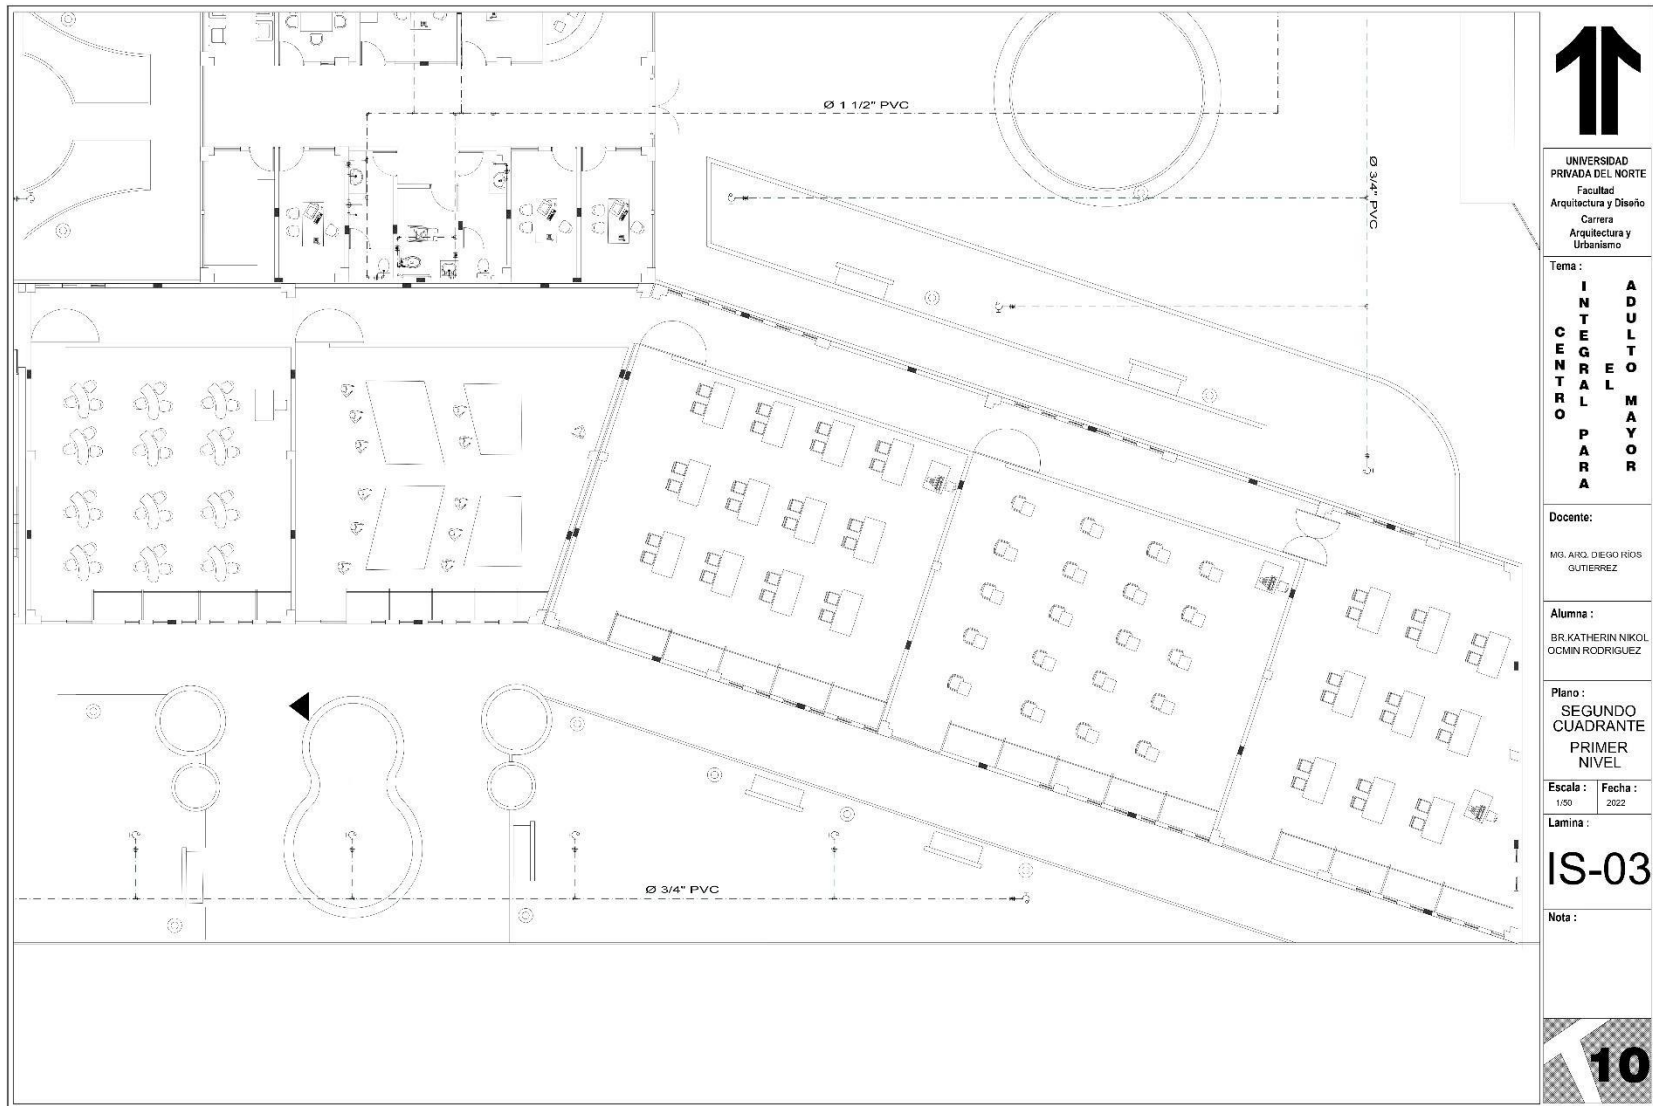 Ø 1 1/2" PVC
Ø 3/4" PVC
Ø 3/4" PVC
UNIVERSIDAD
PRIVADA DEL NORTE
Facultad
Arquitectura y Diseño
Carrera
Arquitectura y
Urbanismo
Tema :
CENTRO
INTEGRAL PARA
EL
ADULTO MAYOR
Docente:
MG. ARQ. DIEGO RÍOS
GUTIERREZ
Alumna :
BR.KATHERIN NIKOL
OCMIN RODRIGUEZ
Plano :
SEGUNDO
CUADRANTE
PRIMER
NIVEL
Escala : Fecha :
1/50 2022
Lamina :
IS-03
Nota :
T10